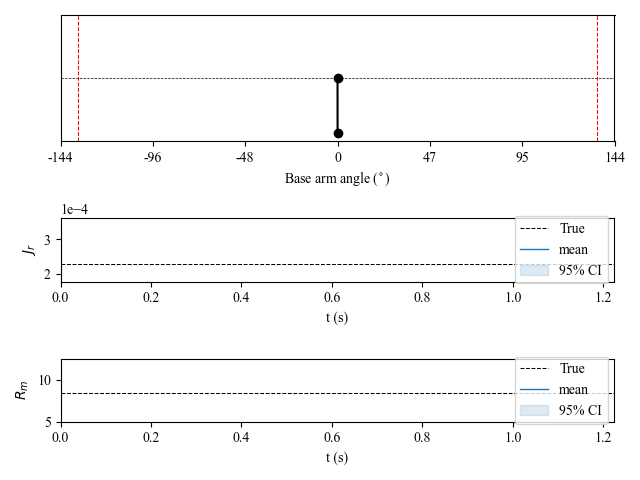 -144 -96 -48 0 47 95 144
Base arm angle (°)
1e−4
J_r
3
2
True
mean
95% CI
0.0 0.2 0.4 0.6 0.8 1.0 1.2
t (s)
R_m
10
5
True
mean
95% CI
0.0 0.2 0.4 0.6 0.8 1.0 1.2
t (s)